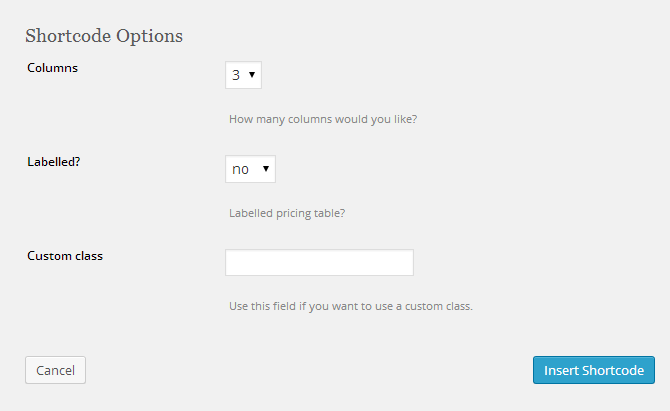 Shortcode Options
Columns
3
How many columns would you like?
Labelled?
no
Labelled pricing table?
Custom class
Use this field if you want to use a custom class.
Cancel
Insert Shortcode